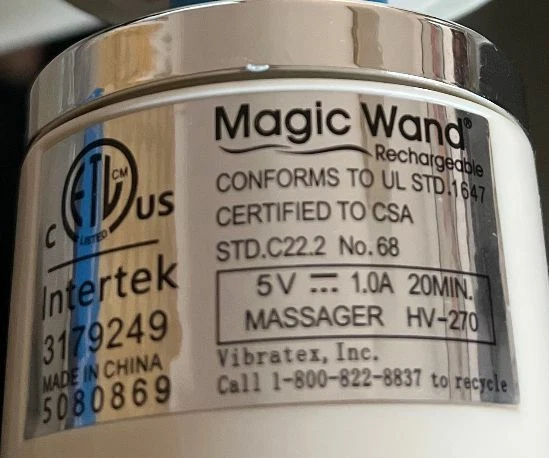 Magic Wand®
Rechargeable
CONFORMS TO UL STD.1647
CERTIFIED TO CSA
STD.C22.2 No.68
5V ⎓ 1.0A 20MIN.
MASSAGER HV-270
Vibratex, Inc.
Call 1-800-822-8837 to recycle
ETL CM
LISTED
C US
Intertek
3179249
MADE IN CHINA
5080869